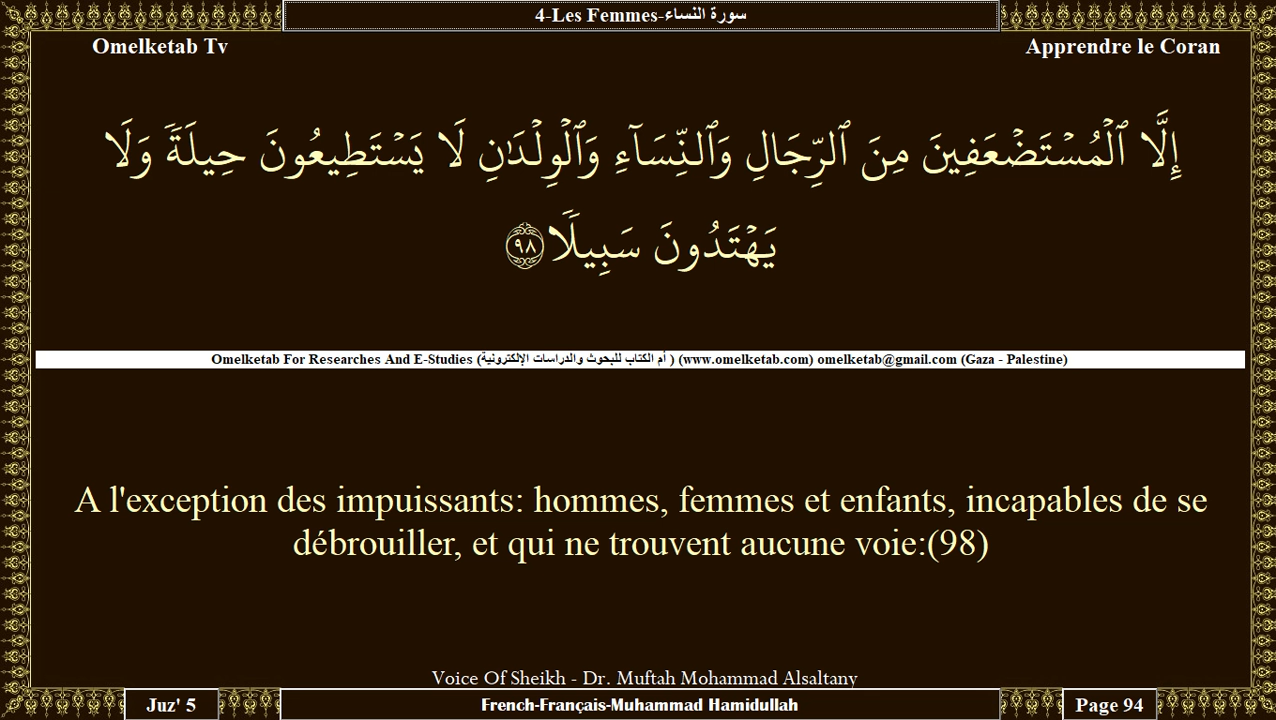 4-Les Femmes-سورة النساء
Omelketab Tv
Apprendre le Coran
إِلَّا ٱلْمُسْتَضْعَفِينَ مِنَ ٱلرِّجَالِ وَٱلنِّسَآءِ وَٱلْوِلْدَٰنِ لَا يَسْتَطِيعُونَ حِيلَةً وَلَا
يَهْتَدُونَ سَبِيلًا ٩٨
Omelketab For Researches And E-Studies (أم الكتاب للبحوث والدراسات الإلكترونية ) (www.omelketab.com) omelketab@gmail.com (Gaza - Palestine)
A l'exception des impuissants: hommes, femmes et enfants, incapables de se
débrouiller, et qui ne trouvent aucune voie:(98)
Voice Of Sheikh - Dr. Muftah Mohammad Alsaltany
Juz' 5
French-Français-Muhammad Hamidullah
Page 94